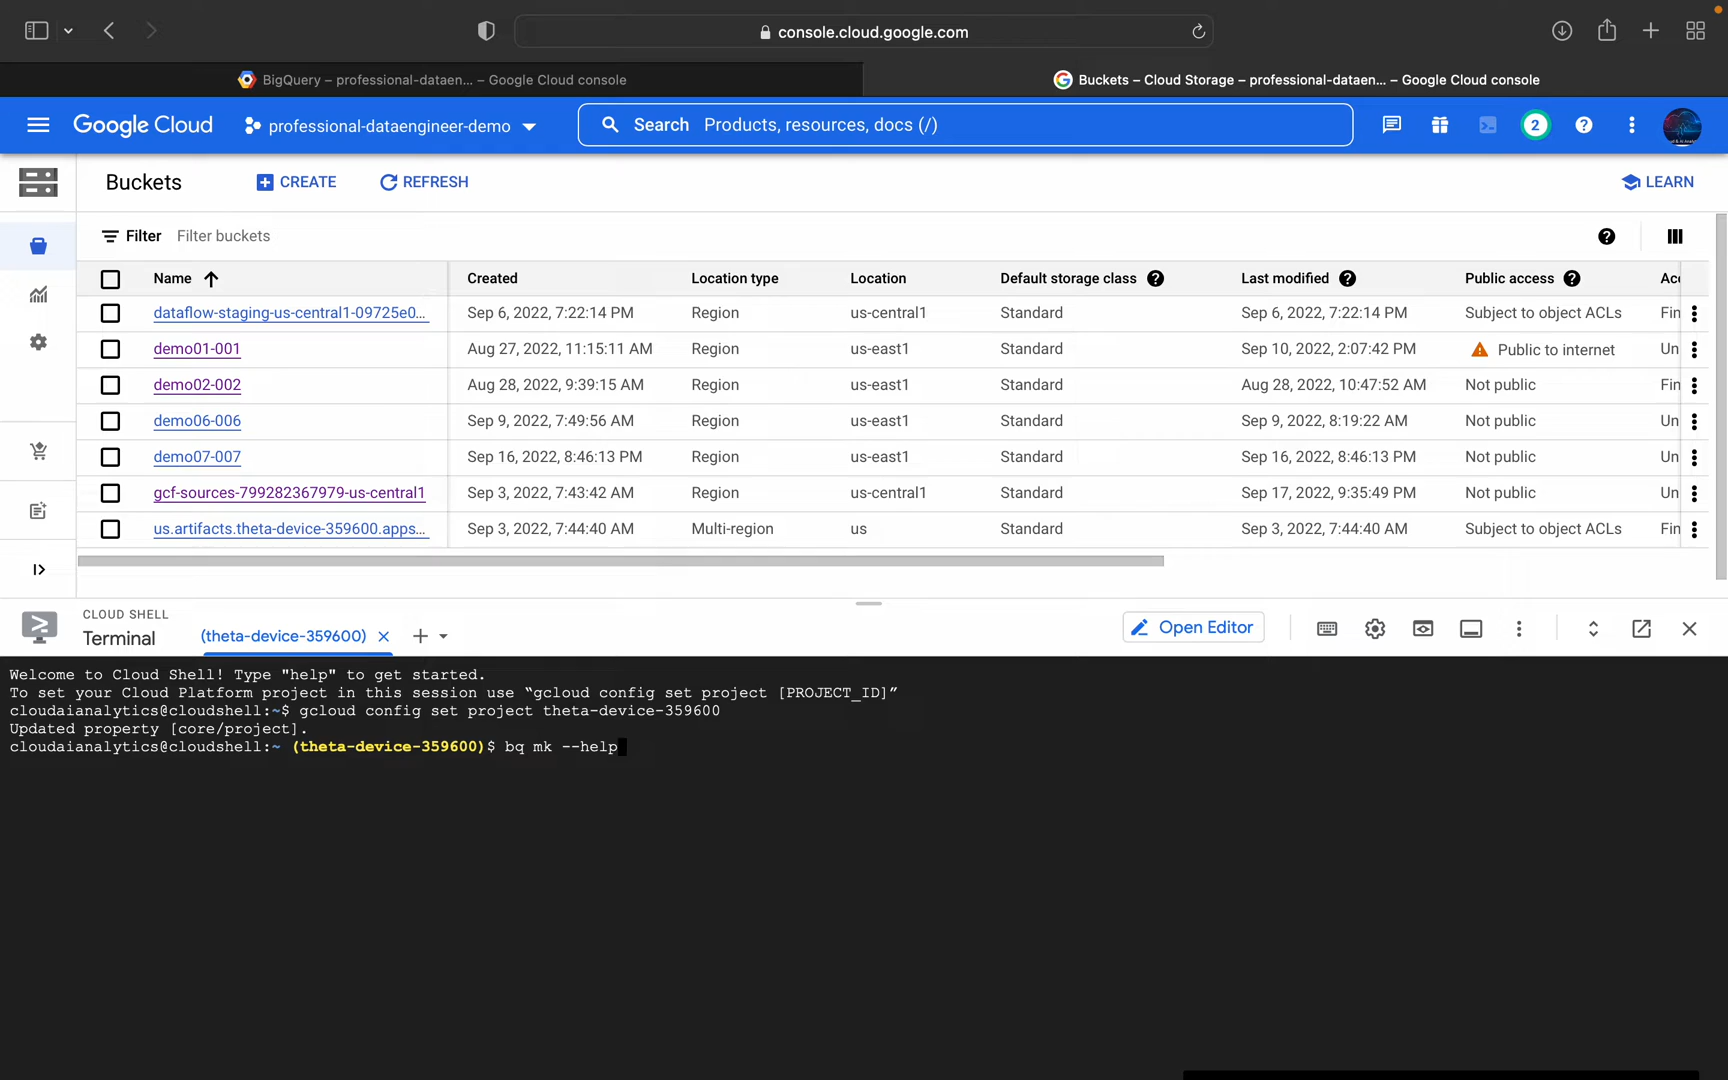 console.cloud.google.com
BigQuery – professional-dataen... – Google Cloud console
Buckets – Cloud Storage – professional-dataen... – Google Cloud console
Google Cloud
professional-dataengineer-demo
Search Products, resources, docs (/)
2
Buckets
CREATE
REFRESH
LEARN
Filter Filter buckets
Name Created Location type Location Default storage class Last modified Public access Acc
dataflow-staging-us-central1-09725e0... Sep 6, 2022, 7:22:14 PM Region us-central1 Standard Sep 6, 2022, 7:22:14 PM Subject to object ACLs Fin
demo01-001 Aug 27, 2022, 11:15:11 AM Region us-east1 Standard Sep 10, 2022, 2:07:42 PM Public to internet Un
demo02-002 Aug 28, 2022, 9:39:15 AM Region us-east1 Standard Aug 28, 2022, 10:47:52 AM Not public Fin
demo06-006 Sep 9, 2022, 7:49:56 AM Region us-east1 Standard Sep 9, 2022, 8:19:22 AM Not public Un
demo07-007 Sep 16, 2022, 8:46:13 PM Region us-east1 Standard Sep 16, 2022, 8:46:13 PM Not public Un
gcf-sources-799282367979-us-central1 Sep 3, 2022, 7:43:42 AM Region us-central1 Standard Sep 17, 2022, 9:35:49 PM Not public Un
us.artifacts.theta-device-359600.apps... Sep 3, 2022, 7:44:40 AM Multi-region us Standard Sep 3, 2022, 7:44:40 AM Subject to object ACLs Fin
CLOUD SHELL
Terminal
(theta-device-359600)
Open Editor
Welcome to Cloud Shell! Type "help" to get started.
To set your Cloud Platform project in this session use “gcloud config set project [PROJECT_ID]”
cloudaianalytics@cloudshell:~$ gcloud config set project theta-device-359600
Updated property [core/project].
cloudaianalytics@cloudshell:~ (theta-device-359600)$ bq mk --help